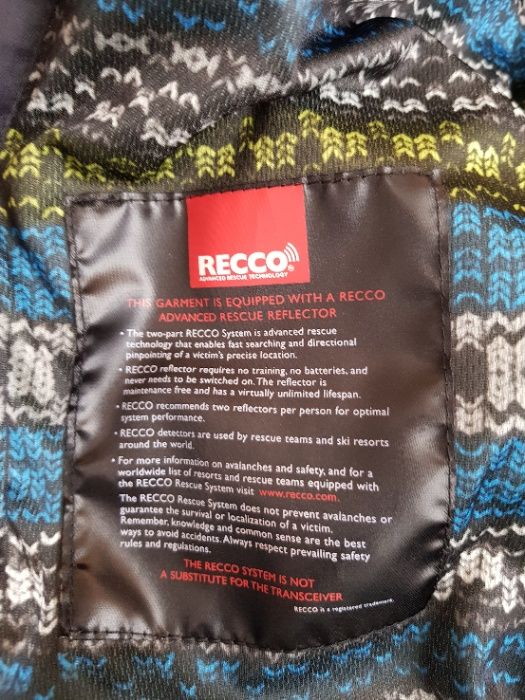 RECCO®
ADVANCED RESCUE TECHNOLOGY
THIS GARMENT IS EQUIPPED WITH A RECCO
ADVANCED RESCUE REFLECTOR
• The two-part RECCO System is advanced rescue
technology that enables fast searching and directional
pinpointing of a victim's precise location.
• RECCO reflector requires no training, no batteries, and
never needs to be switched on. The reflector is
maintenance free and has a virtually unlimited lifespan.
• RECCO recommends two reflectors per person for optimal
system performance.
• RECCO detectors are used by rescue teams and ski resorts
around the world.
• For more information on avalanches and safety, and for a
worldwide list of resorts and rescue teams equipped with
the RECCO Rescue System visit www.recco.com.
The RECCO Rescue System does not prevent avalanches or
guarantee the survival or localization of a victim.
Remember, knowledge and common sense are the best
ways to avoid accidents. Always respect prevailing safety
rules and regulations.
THE RECCO SYSTEM IS NOT
A SUBSTITUTE FOR THE TRANSCEIVER
RECCO is a registered trademark.